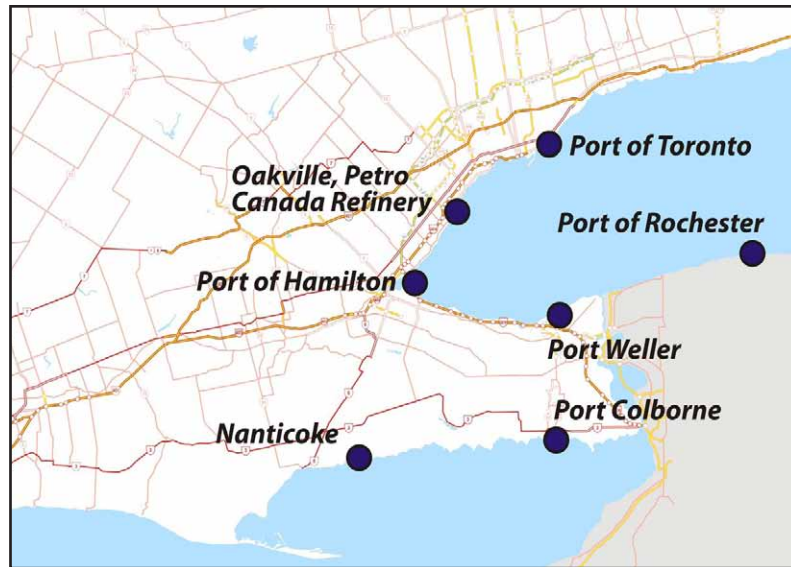 Port of Toronto
Oakville, Petro
Canada Refinery
Port of Rochester
Port of Hamilton
Port Weller
Port Colborne
Nanticoke